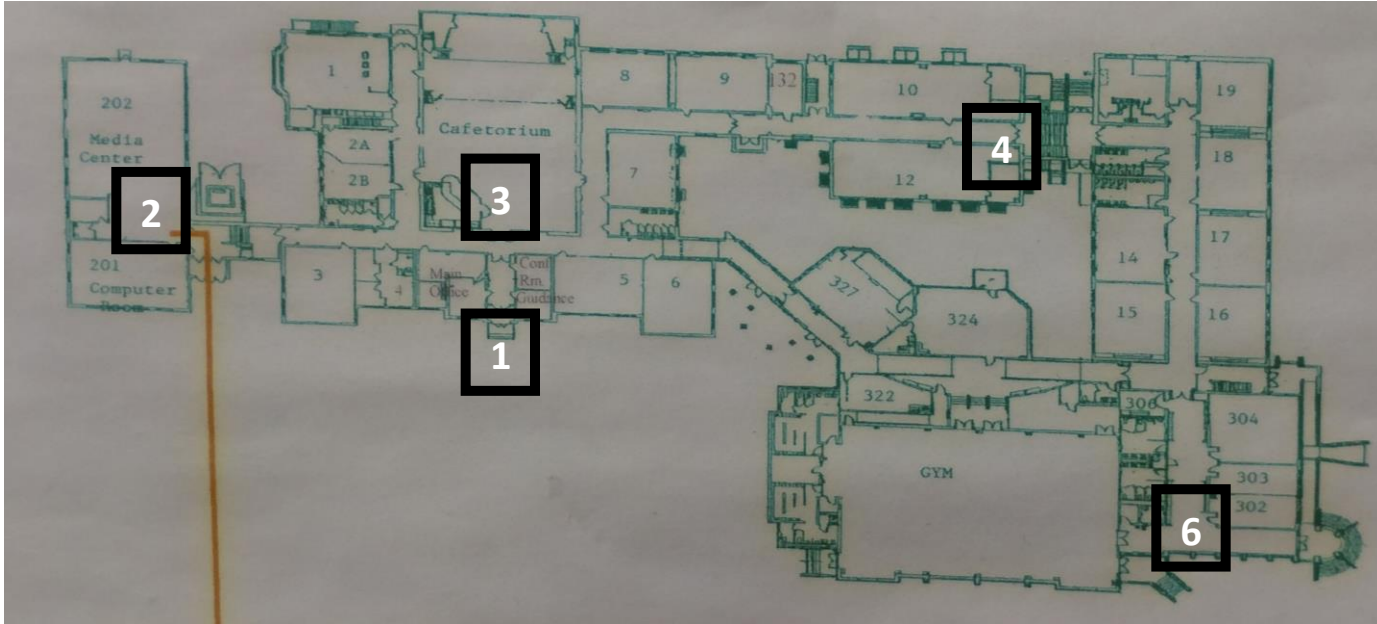 202
Media
Center
2
201
Computer
Room
1
2A
2B
Cafetorium
3
8
9
132
10
4
12
7
19
18
17
14
15
16
3
4
Main
Office
Conf
Rm.
Guidance
5
6
1
327
324
322
306
304
303
302
GYM
6